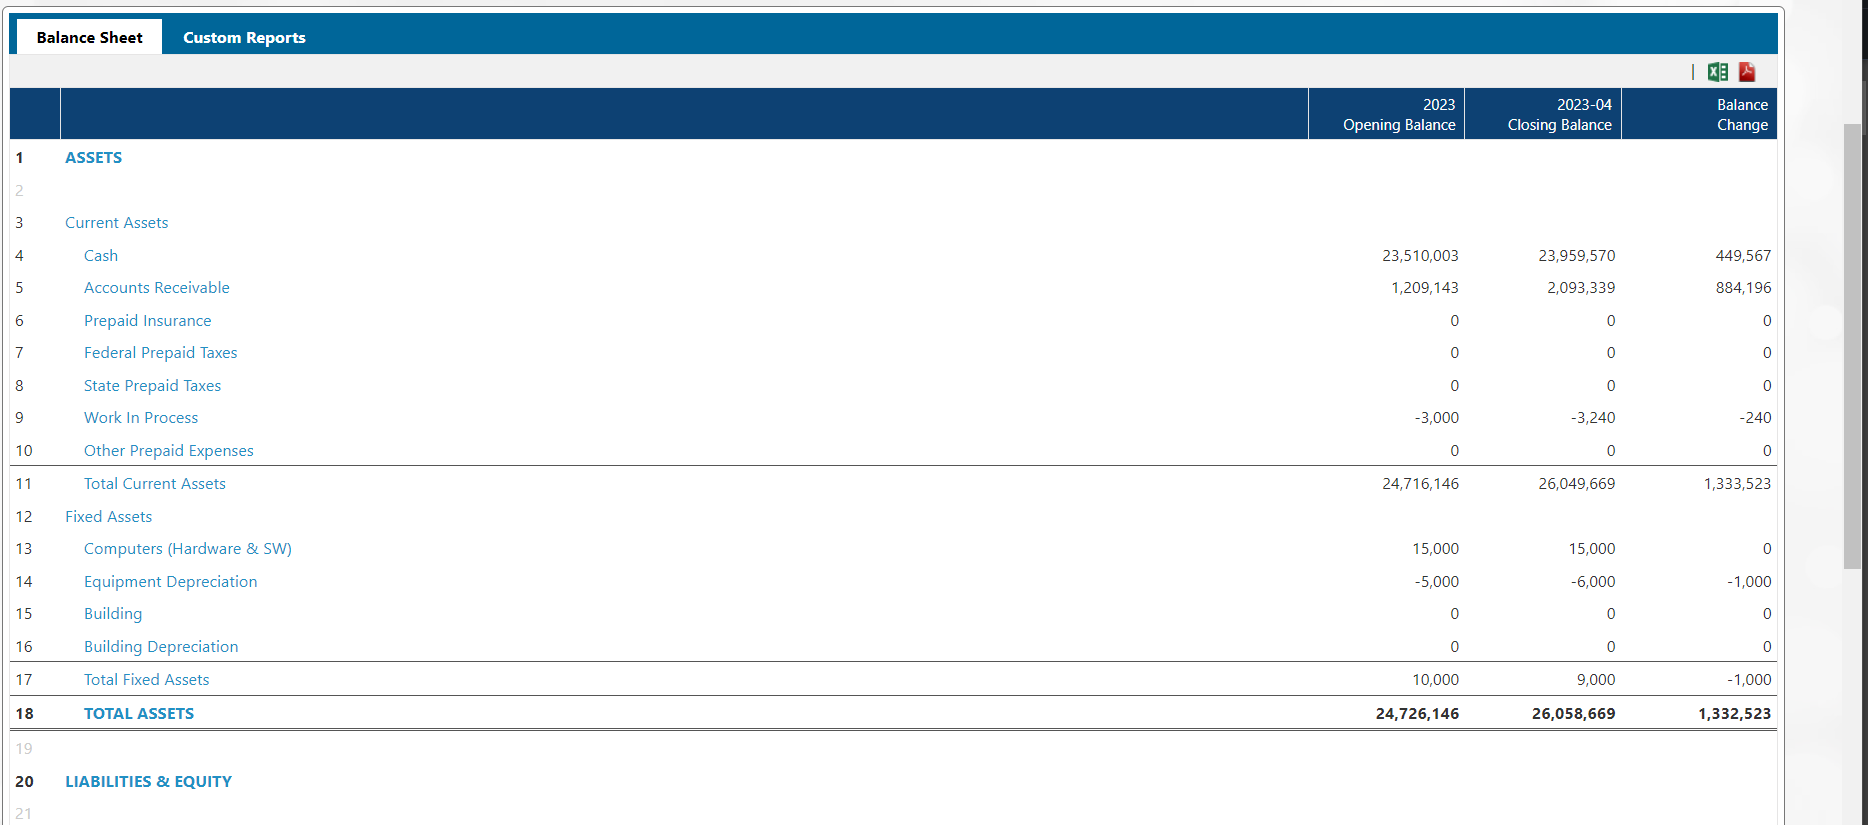 Balance Sheet Custom Reports
2023 2023-04 Balance
Opening Balance Closing Balance Change
1 ASSETS
2
3 Current Assets
4 Cash 23,510,003 23,959,570 449,567
5 Accounts Receivable 1,209,143 2,093,339 884,196
6 Prepaid Insurance 0 0 0
7 Federal Prepaid Taxes 0 0 0
8 State Prepaid Taxes 0 0 0
9 Work In Process -3,000 -3,240 -240
10 Other Prepaid Expenses 0 0 0
11 Total Current Assets 24,716,146 26,049,669 1,333,523
12 Fixed Assets
13 Computers (Hardware & SW) 15,000 15,000 0
14 Equipment Depreciation -5,000 -6,000 -1,000
15 Building 0 0 0
16 Building Depreciation 0 0 0
17 Total Fixed Assets 10,000 9,000 -1,000
18 TOTAL ASSETS 24,726,146 26,058,669 1,332,523
19
20 LIABILITIES & EQUITY
21